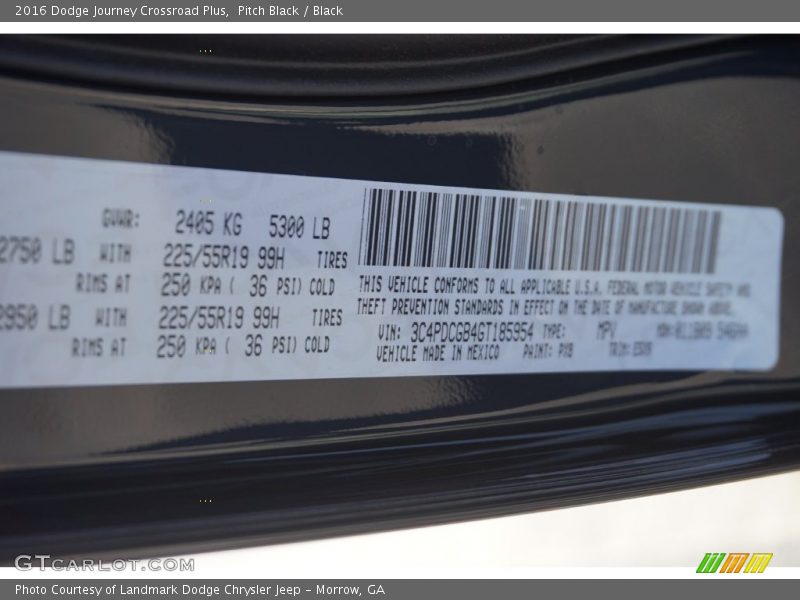 2016 Dodge Journey Crossroad Plus, Pitch Black / Black
GVWR: 2405 KG 5300 LB
2750 LB WITH 225/55R19 99H TIRES
RIMS AT 250 KPA ( 36 PSI) COLD
2950 LB WITH 225/55R19 99H TIRES
RIMS AT 250 KPA ( 36 PSI) COLD
THIS VEHICLE CONFORMS TO ALL APPLICABLE U.S.A. FEDERAL MOTOR VEHICLE SAFETY AND
THEFT PREVENTION STANDARDS IN EFFECT ON THE DATE OF MANUFACTURE SHOWN ABOVE.
VIN: 3C4PDCGB4GT185954 TYPE: MPV
VEHICLE MADE IN MEXICO PAINT: PX8 TRIM:
GTCARLOT.COM
Photo Courtesy of Landmark Dodge Chrysler Jeep – Morrow, GA